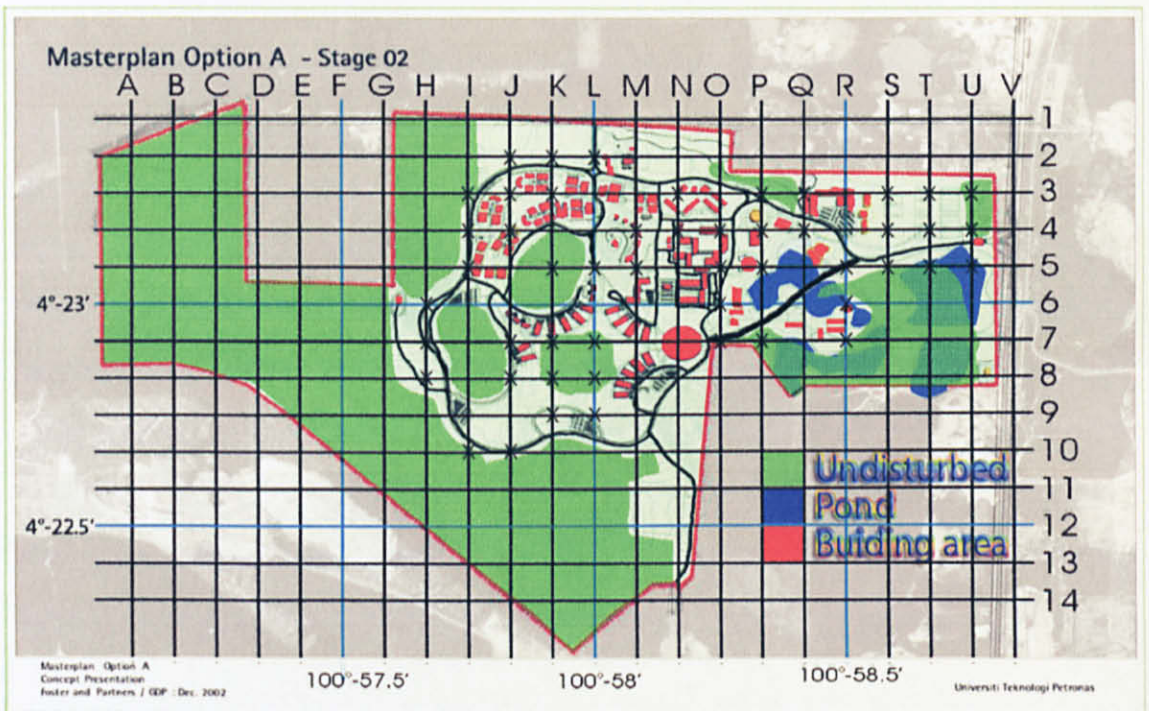 Masterplan Option A - Stage 02
A B C D E F G H I J K L M N O P Q R S T U V
1
2
3
4
5
4°-23' 6
7
8
9
10
Undisturbed
11
Pond
4°-22.5' 12
Buiding area
13
14
Masterplan Option A
Concept Presentation
Foster and Partners / GDP : Dec. 2002
100°-57.5' 100°-58' 100°-58.5'
Universiti Teknologi Petronas